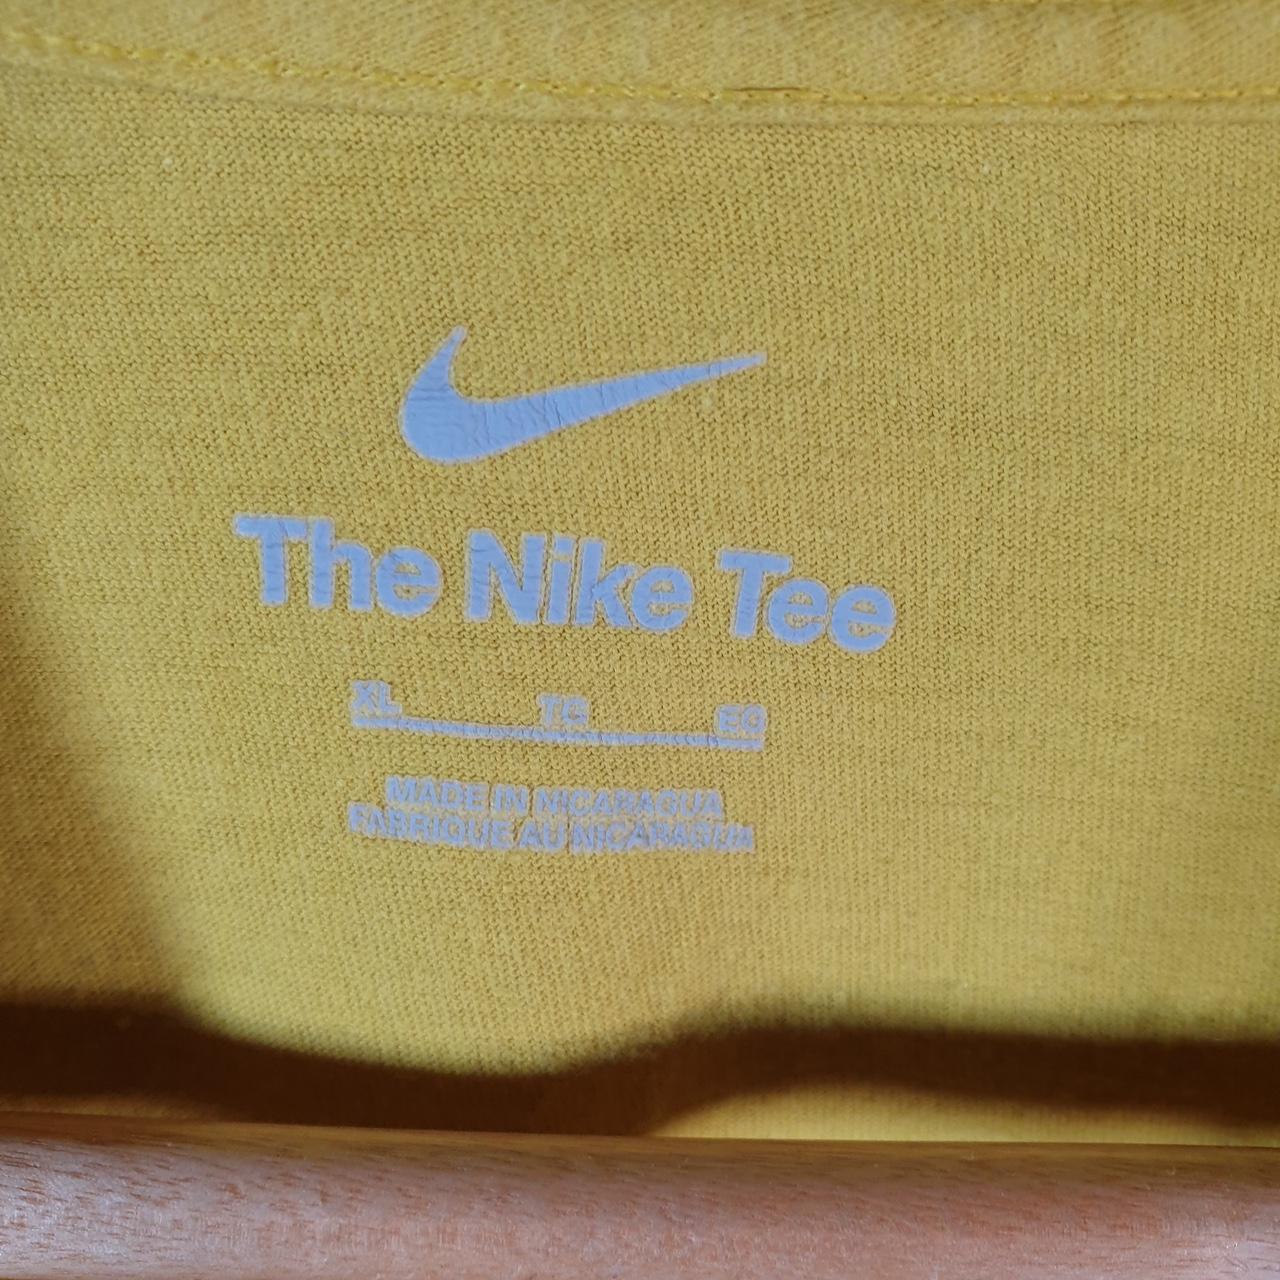 The Nike Tee
XL TG EG
MADE IN NICARAGUA
FABRIQUE AU NICARAGUA